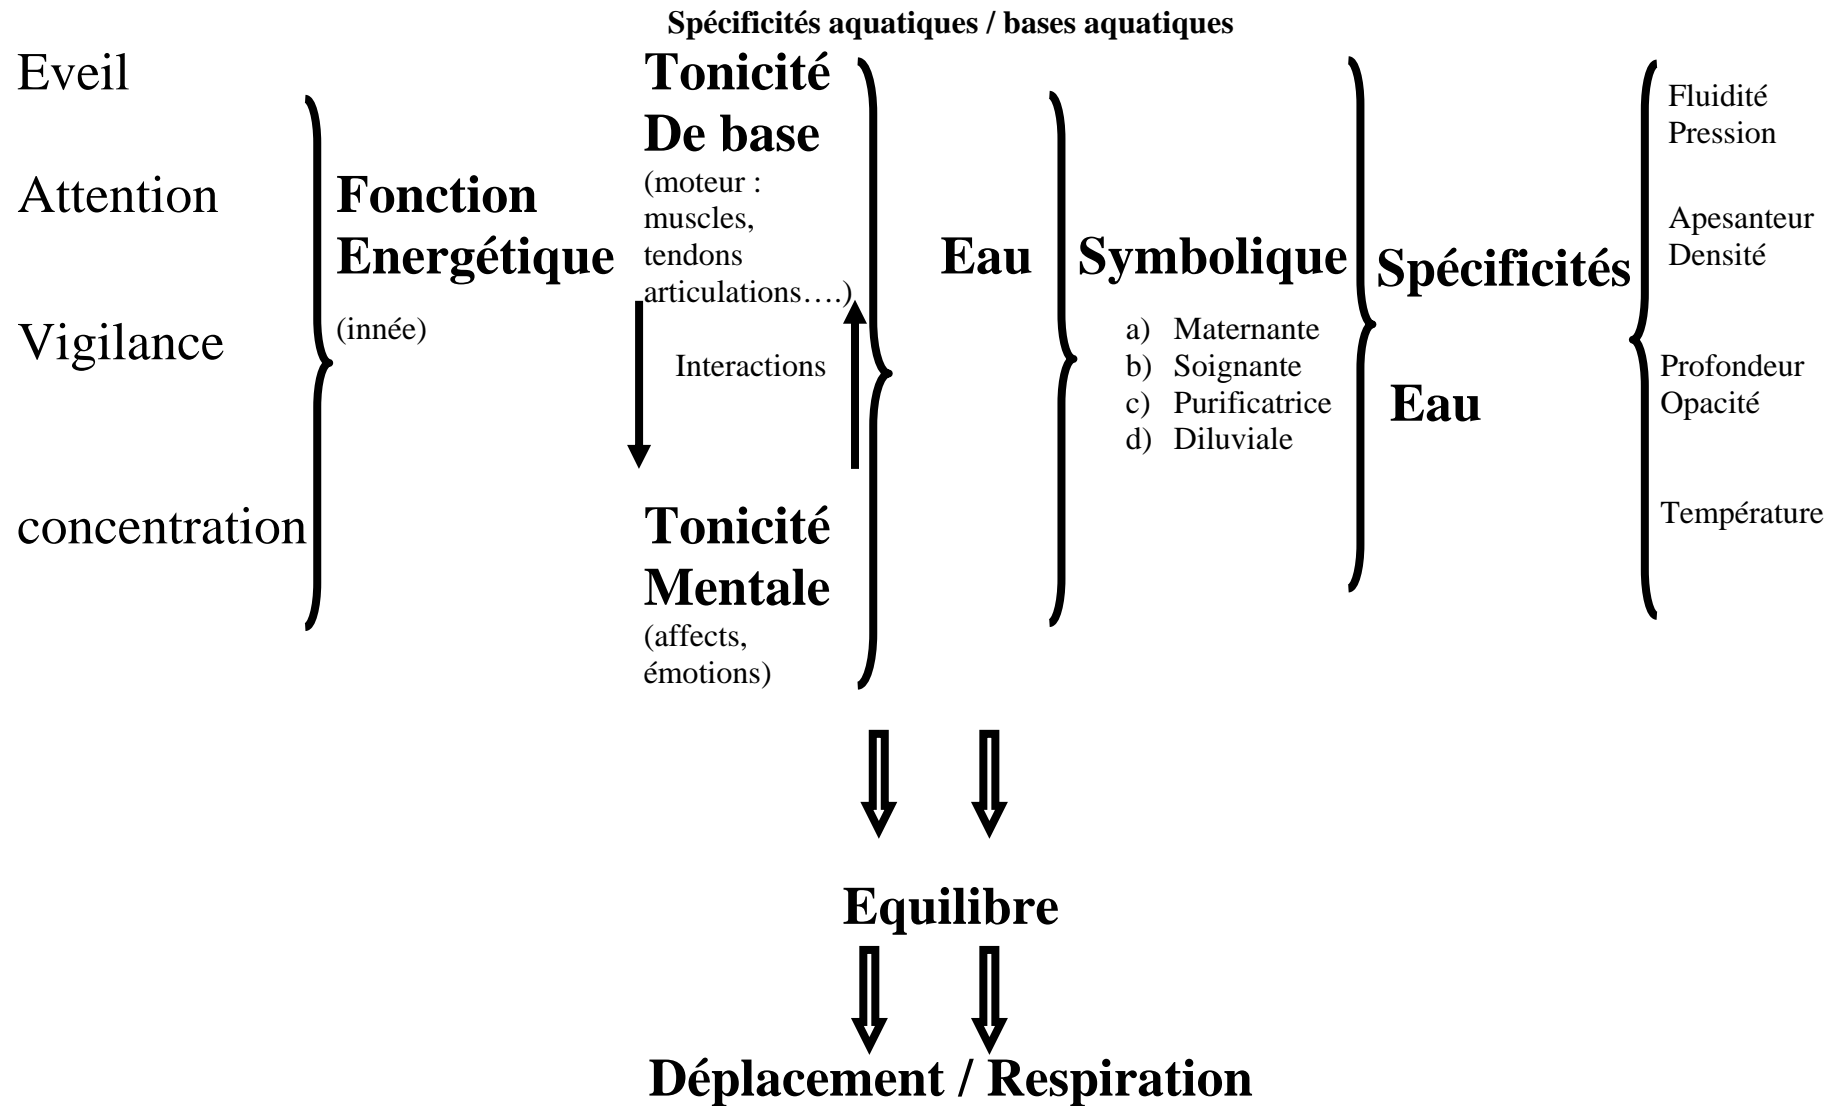 Spécificités aquatiques / bases aquatiques
Eveil
Attention
Vigilance
concentration
Fonction
Energétique
(innée)
Tonicité
De base
(moteur :
muscles,
tendons
articulations….)
Interactions
Tonicité
Mentale
(affects,
émotions)
Eau
Symbolique
a) Maternante
b) Soignante
c) Purificatrice
d) Diluviale
Spécificités
Eau
Fluidité
Pression
Apesanteur
Densité
Profondeur
Opacité
Température
Equilibre
Déplacement / Respiration